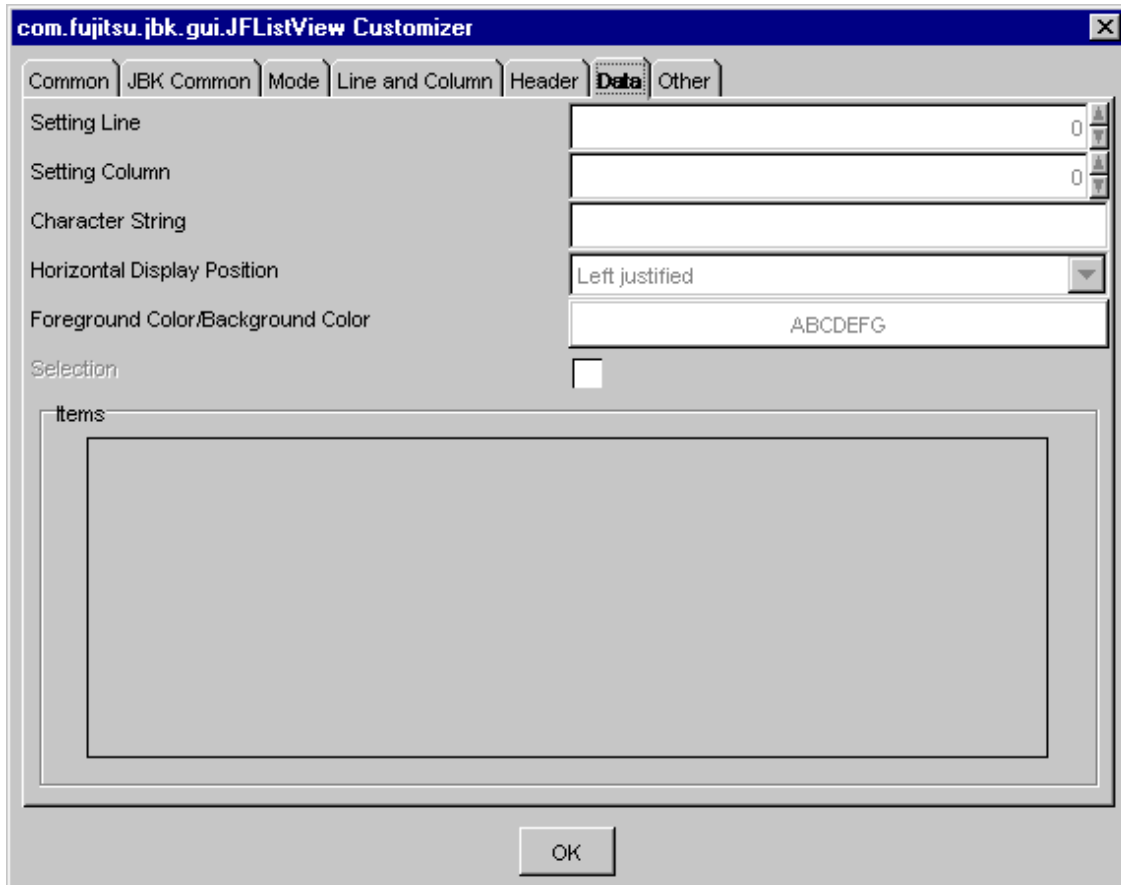 com.fujitsu.jbk.gui.JFListView Customizer
Common JBK Common Mode Line and Column Header Data Other
Setting Line 0
Setting Column 0
Character String
Horizontal Display Position Left justified
Foreground Color/Background Color ABCDEFG
Selection
Items
OK